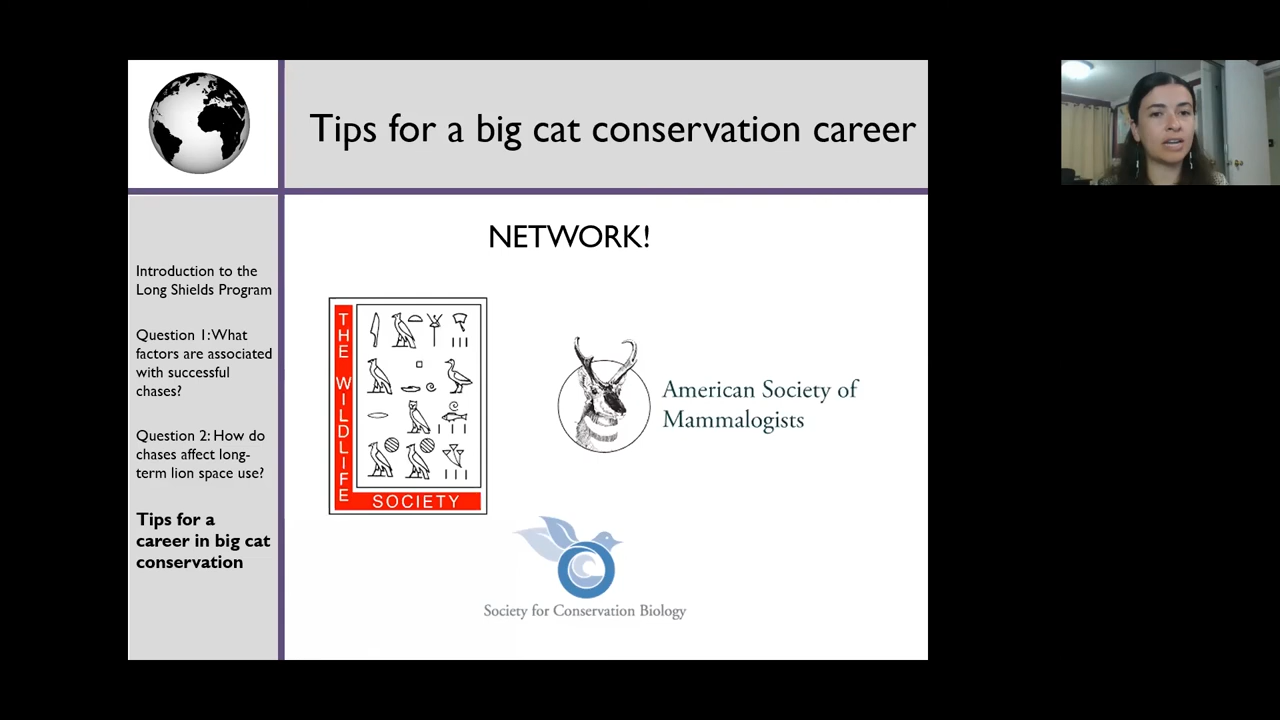 Tips for a big cat conservation career
Introduction to the
Long Shields Program
Question 1: What
factors are associated
with successful
chases?
Question 2: How do
chases affect long-
term lion space use?
Tips for a
career in big cat
conservation
NETWORK!
THE WILDLIFE
SOCIETY
American Society of
Mammalogists
Society for Conservation Biology